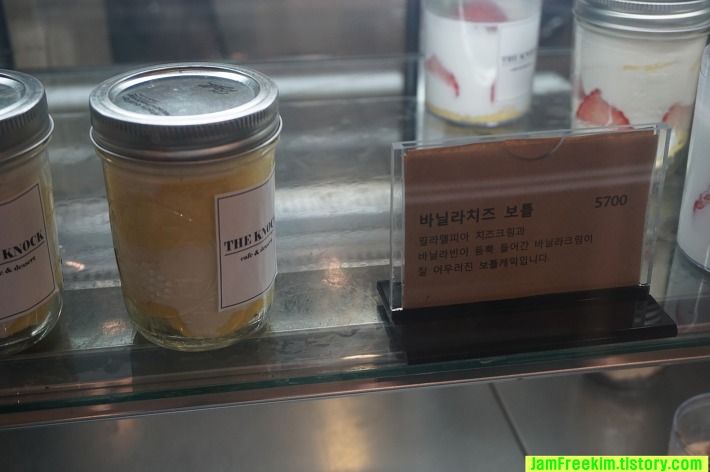 THE KNOCK
cafe & dessert
KNOCK
& dessert
바닐라치즈 보틀 5700
필라델피아 치즈크림과
바닐라빈이 듬뿍 들어간 바닐라크림이
잘 어우러진 보틀케익입니다.
JamFreekim.tistory.com